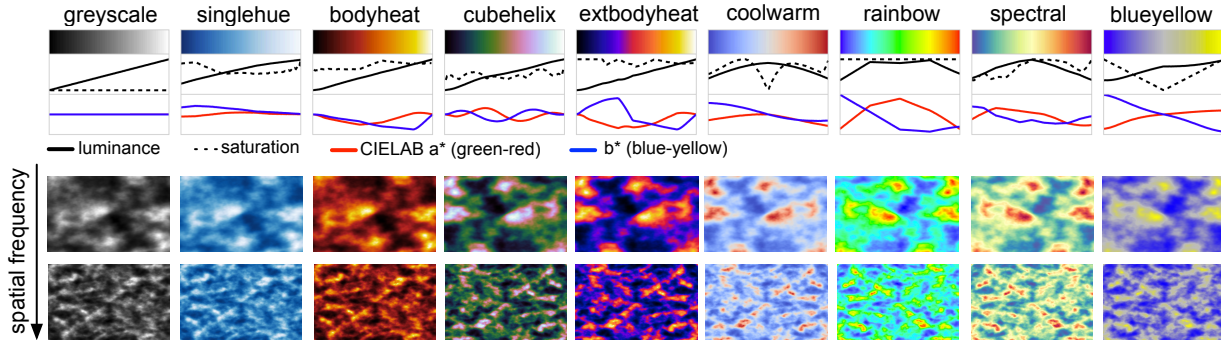 greyscale singlehue bodyheat cubehelix extbodyheat coolwarm rainbow spectral blueyellow
luminance saturation CIELAB a* (green-red) b* (blue-yellow)
spatial frequency